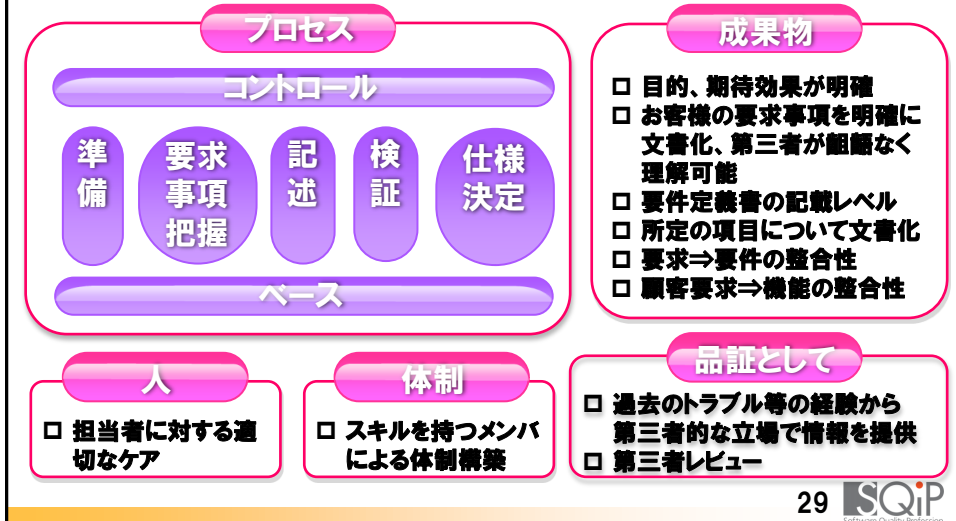 プロセス
コントロール
準備
要求
事項
把握
記述
検証
仕様
決定
ベース
成果物
□ 目的、期待効果が明確
□ お客様の要求事項を明確に
文書化、第三者が齟齬なく
理解可能
□ 要件定義書の記載レベル
□ 所定の項目について文書化
□ 要求⇒要件の整合性
□ 顧客要求⇒機能の整合性
人
□ 担当者に対する適
切なケア
体制
□ スキルを持つメンバ
による体制構築
品証として
□ 過去のトラブル等の経験から
第三者的な立場で情報を提供
□ 第三者レビュー
29
SQiP
Software Quality Profession